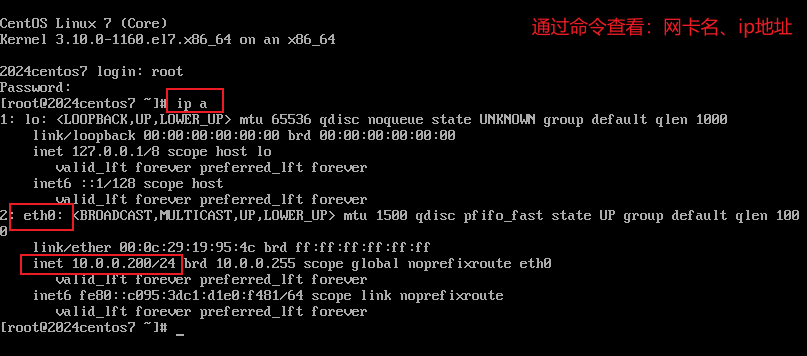 CentOS Linux 7 (Core)
Kernel 3.10.0-1160.el7.x86_64 on an x86_64
通过命令查看：网卡名、ip地址
2024centos7 login: root
Password:
[root@2024centos7 ~]# ip a
1: lo: <LOOPBACK,UP,LOWER_UP> mtu 65536 qdisc noqueue state UNKNOWN group default qlen 1000
link/loopback 00:00:00:00:00:00 brd 00:00:00:00:00:00
inet 127.0.0.1/8 scope host lo
valid_lft forever preferred_lft forever
inet6 ::1/128 scope host
valid_lft forever preferred_lft forever
2: eth0: <BROADCAST,MULTICAST,UP,LOWER_UP> mtu 1500 qdisc pfifo_fast state UP group default qlen 100
0
link/ether 00:0c:29:19:95:4c brd ff:ff:ff:ff:ff:ff
inet 10.0.0.200/24 brd 10.0.0.255 scope global noprefixroute eth0
valid_lft forever preferred_lft forever
inet6 fe80::c095:3dc1:d1e0:f481/64 scope link noprefixroute
valid_lft forever preferred_lft forever
[root@2024centos7 ~]# _